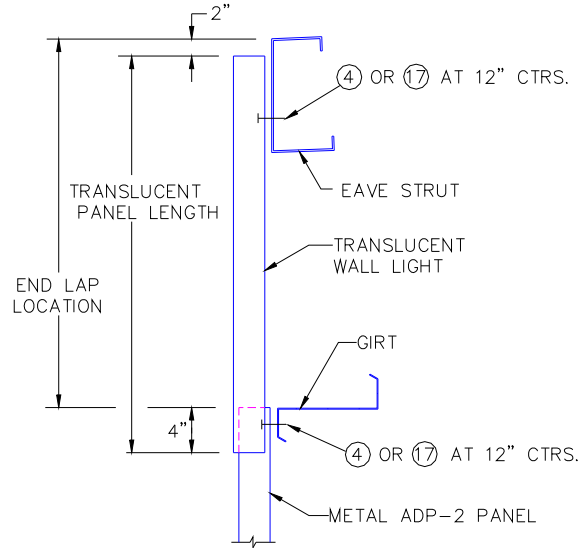 2”
④ OR ⑰ AT 12” CTRS.
EAVE STRUT
TRANSLUCENT
PANEL LENGTH
TRANSLUCENT
WALL LIGHT
END LAP
LOCATION
GIRT
4”
④ OR ⑰ AT 12” CTRS.
METAL ADP-2 PANEL